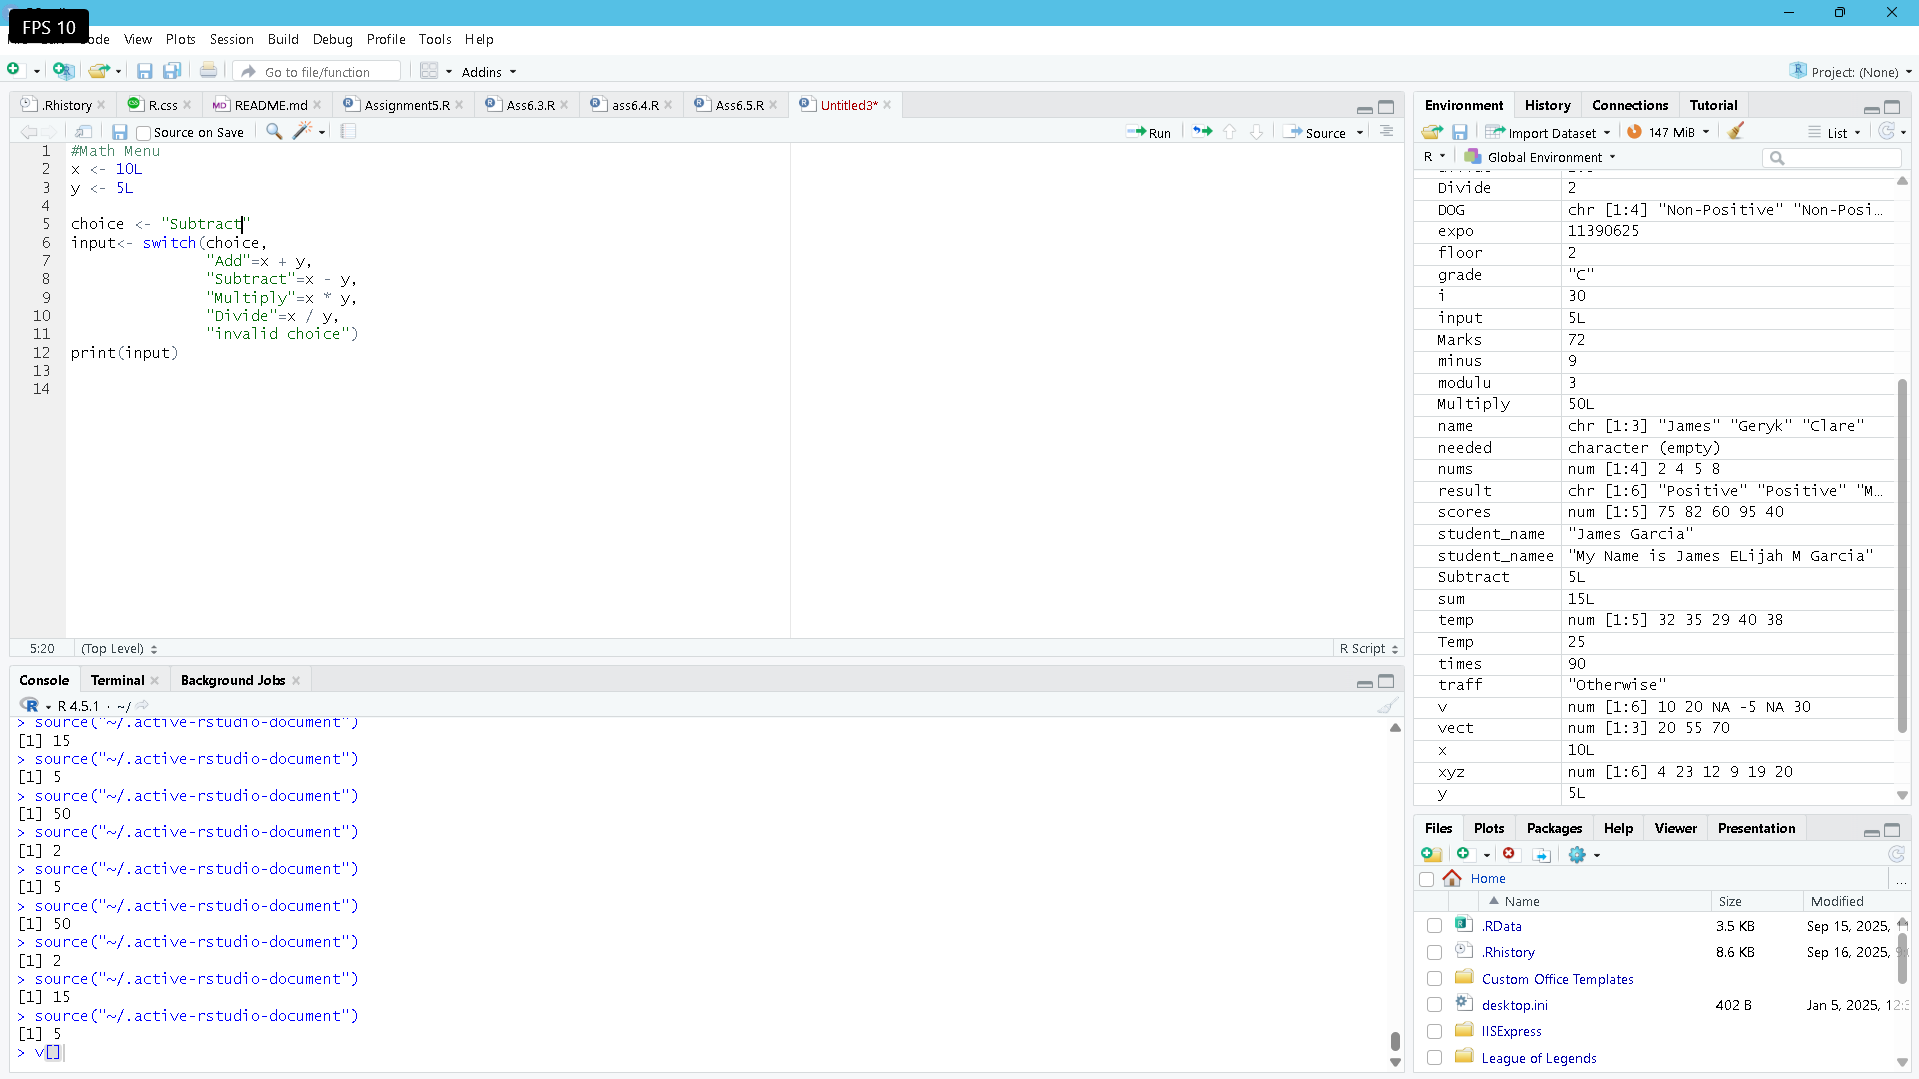 FPS 10
ode View Plots Session Build Debug Profile Tools Help
Go to file/function Addins Project: (None)
.Rhistory R.css README.md Assignment5.R Ass6.3.R ass6.4.R Ass6.5.R Untitled3*
Source on Save Run Source
1 #Math Menu
2 x <- 10L
3 y <- 5L
4
5 choice <- "Subtract"
6 input<- switch(choice,
7 "Add"=x + y,
8 "Subtract"=x - y,
9 "Multiply"=x * y,
10 "Divide"=x / y,
11 "invalid choice")
12 print(input)
13
14
5:20 (Top Level) R Script
Console Terminal Background Jobs
R 4.5.1 · ~/
> source("~/.active-rstudio-document")
[1] 15
> source("~/.active-rstudio-document")
[1] 5
> source("~/.active-rstudio-document")
[1] 50
> source("~/.active-rstudio-document")
[1] 2
> source("~/.active-rstudio-document")
[1] 5
> source("~/.active-rstudio-document")
[1] 50
> source("~/.active-rstudio-document")
[1] 2
> source("~/.active-rstudio-document")
[1] 15
> source("~/.active-rstudio-document")
[1] 5
> v[]
Environment History Connections Tutorial
Import Dataset 147 MiB List
R Global Environment
Divide 2
DOG chr [1:4] "Non-Positive" "Non-Posi...
expo 11390625
floor 2
grade "C"
i 30
input 5L
Marks 72
minus 9
modulu 3
Multiply 50L
name chr [1:3] "James" "Geryk" "Clare"
needed character (empty)
nums num [1:4] 2 4 5 8
result chr [1:6] "Positive" "Positive" "M...
scores num [1:5] 75 82 60 95 40
student_name "James Garcia"
student_namee "My Name is James ELijah M Garcia"
Subtract 5L
sum 15L
temp num [1:5] 32 35 29 40 38
Temp 25
times 90
traff "Otherwise"
v num [1:6] 10 20 NA -5 NA 30
vect num [1:3] 20 55 70
x 10L
xyz num [1:6] 4 23 12 9 19 20
y 5L
Files Plots Packages Help Viewer Presentation
Home ...
Name Size Modified
.RData 3.5 KB Sep 15, 2025,
.Rhistory 8.6 KB Sep 16, 2025,
Custom Office Templates
desktop.ini 402 B Jan 5, 2025, 12:
IISExpress
League of Legends